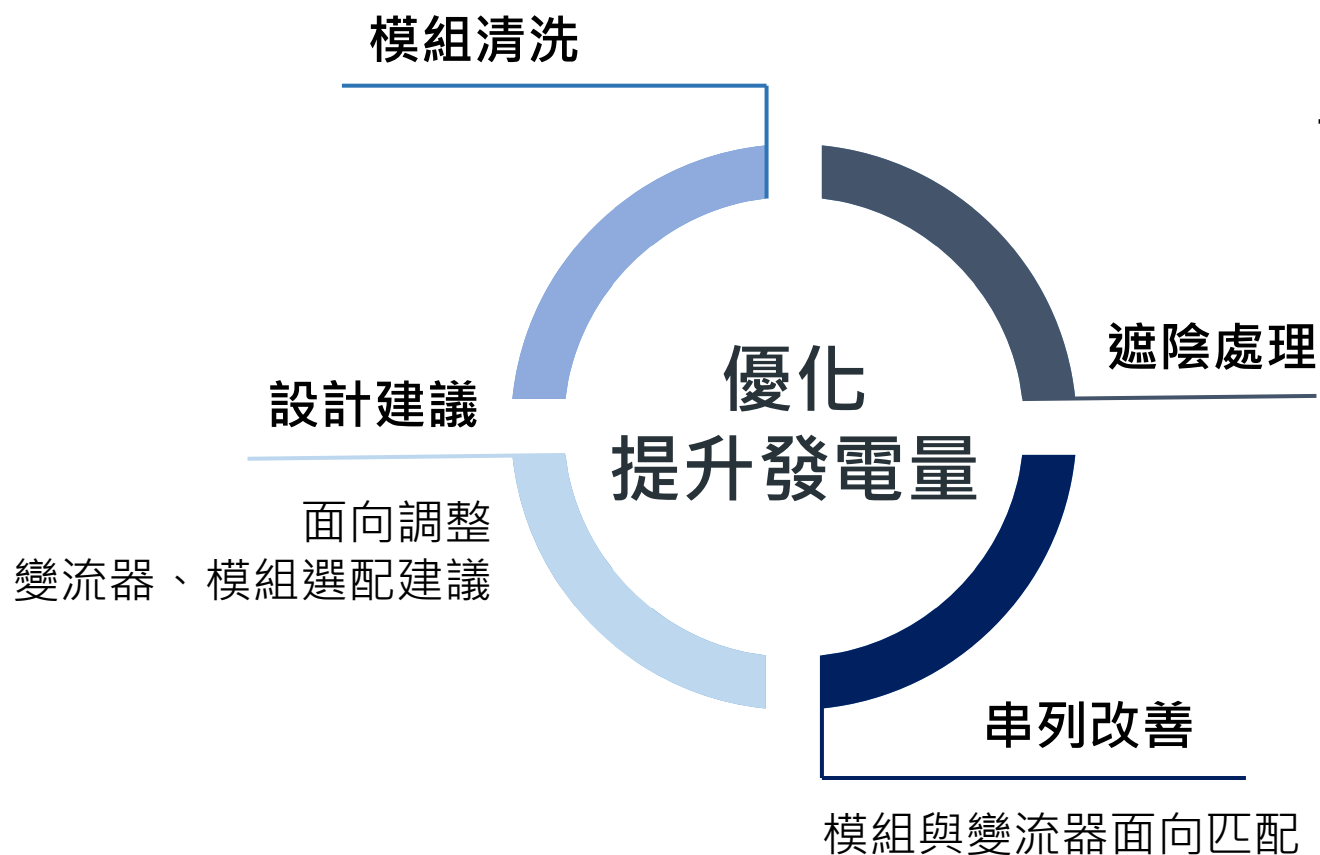 模組清洗
遮陰處理
優化
提升發電量
設計建議
面向調整
變流器、模組選配建議
串列改善
模組與變流器面向匹配